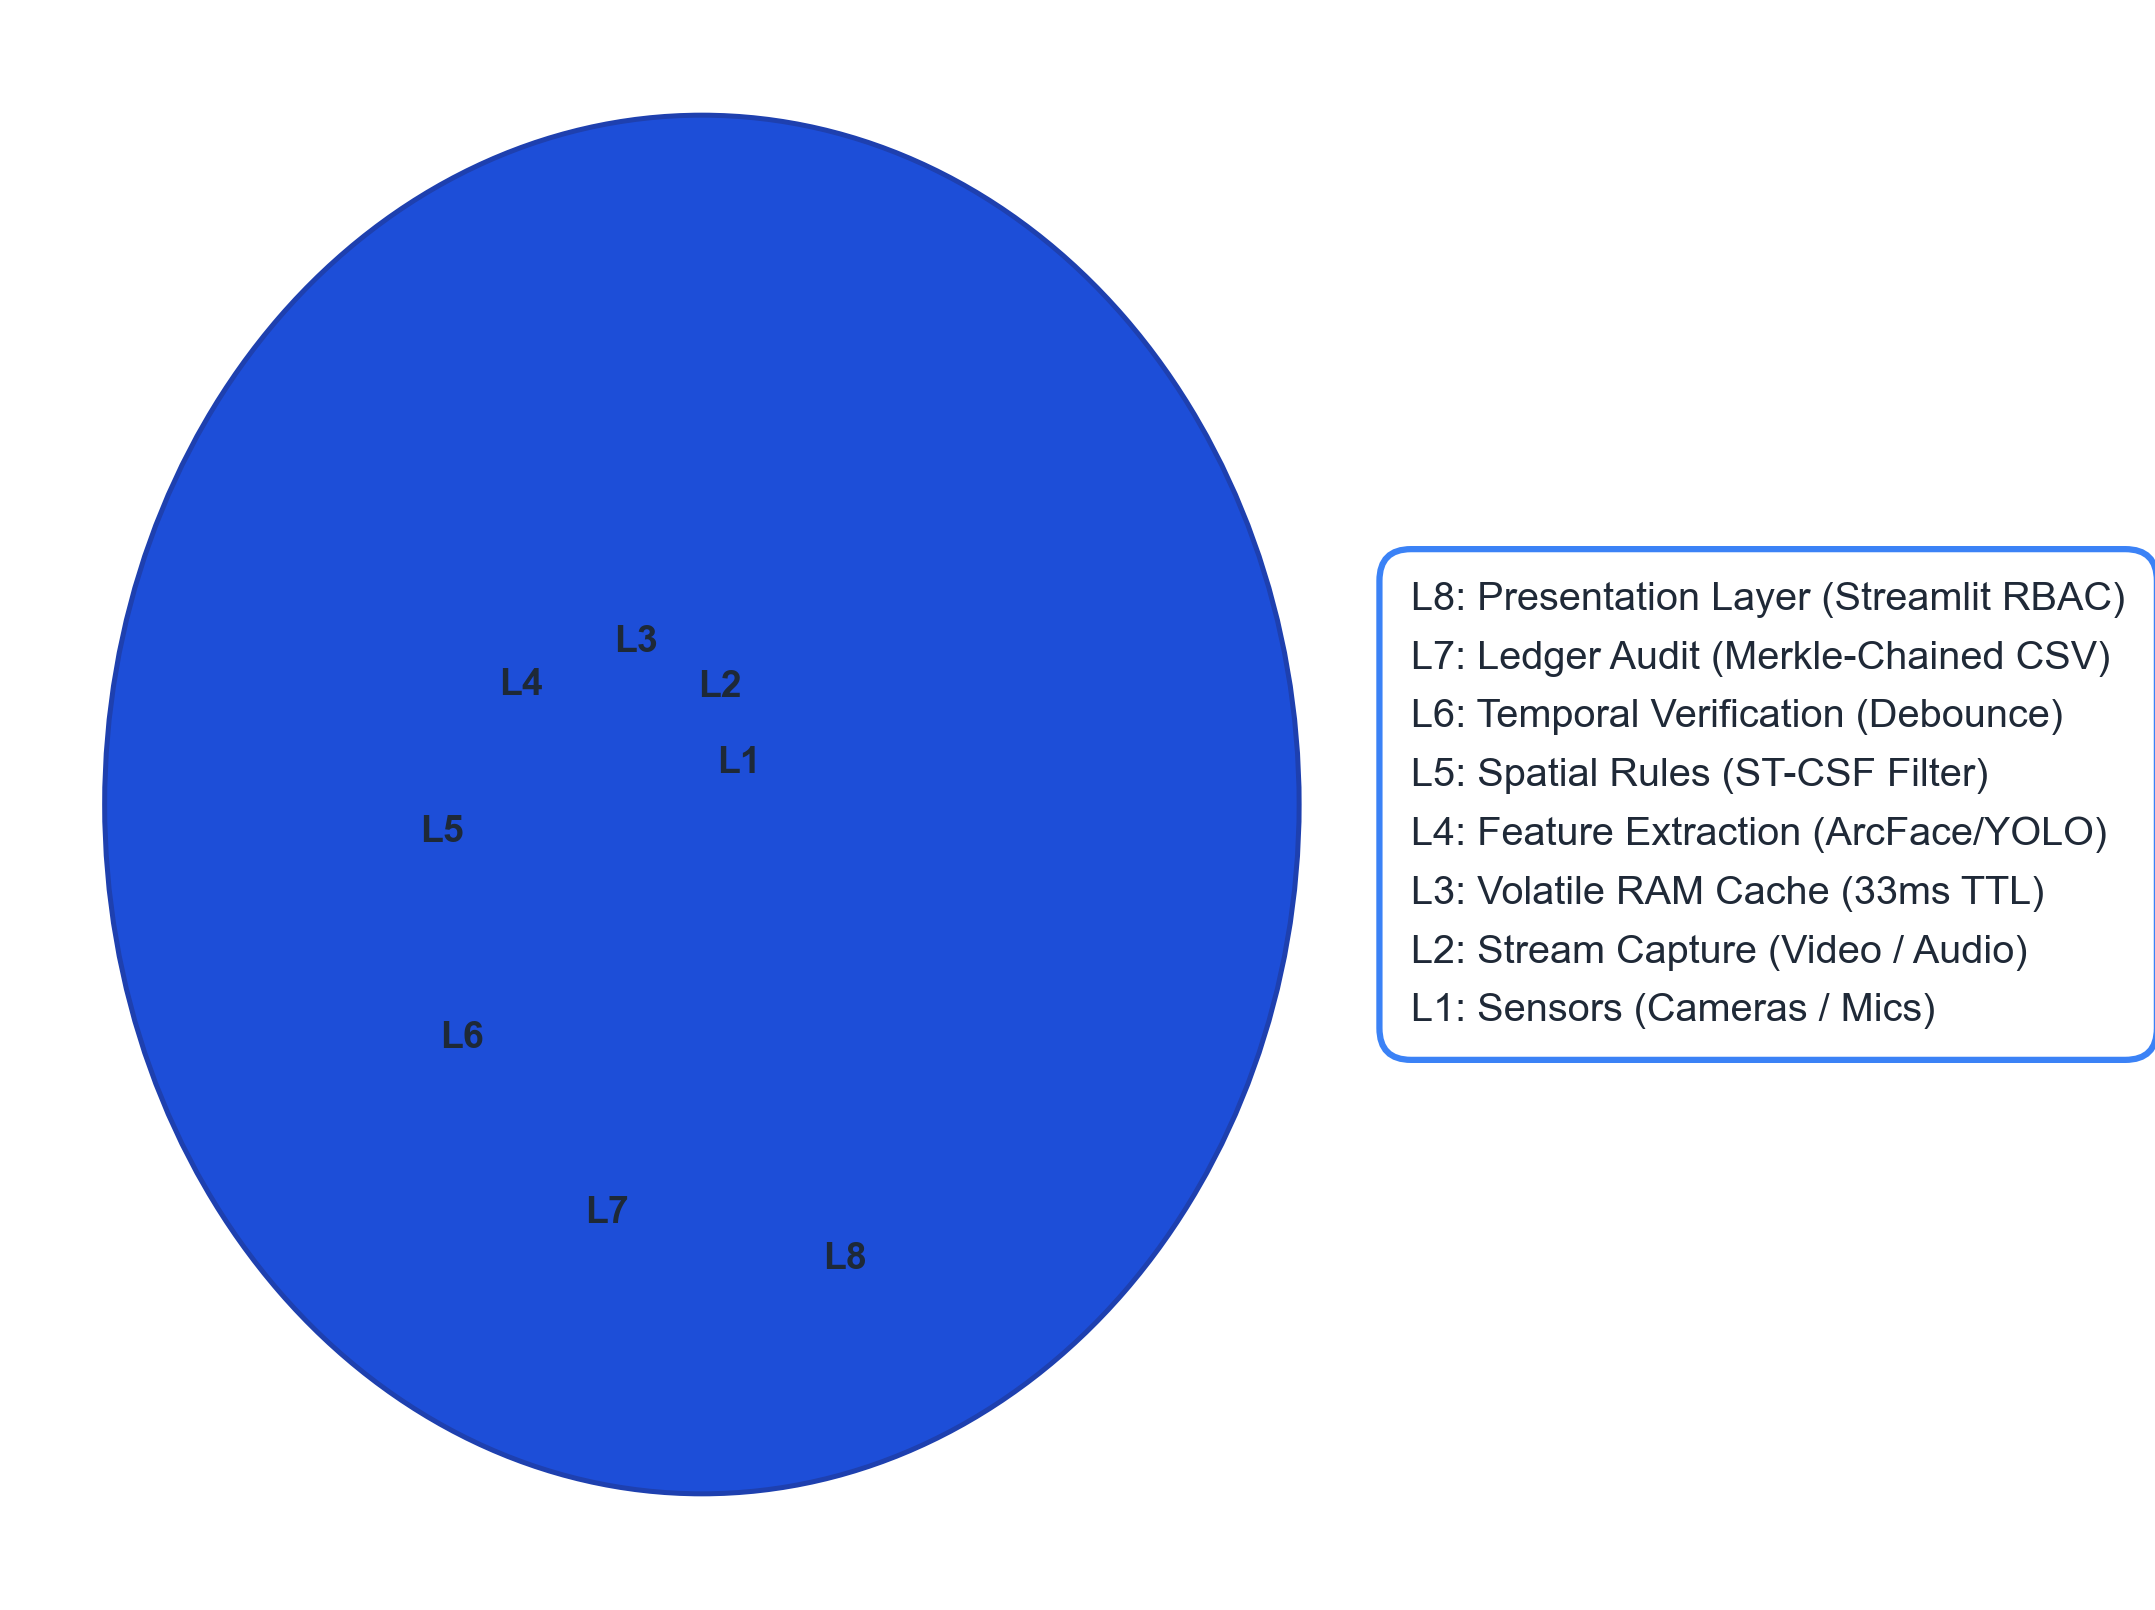 L3
L4
L2
L1
L5
L6
L7
L8
L8: Presentation Layer (Streamlit RBAC)
L7: Ledger Audit (Merkle-Chained CSV)
L6: Temporal Verification (Debounce)
L5: Spatial Rules (ST-CSF Filter)
L4: Feature Extraction (ArcFace/YOLO)
L3: Volatile RAM Cache (33ms TTL)
L2: Stream Capture (Video / Audio)
L1: Sensors (Cameras / Mics)